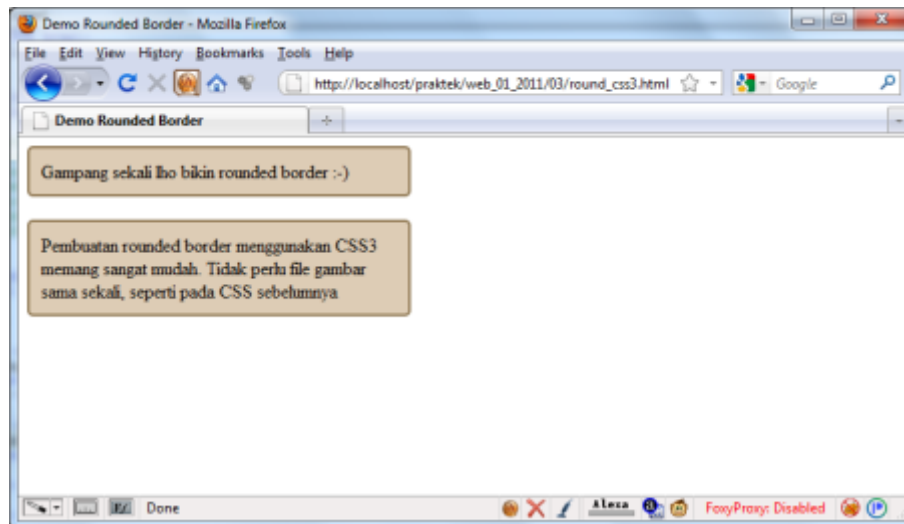 Demo Rounded Border - Mozilla Firefox
File Edit View History Bookmarks Tools Help
http://localhost/praktek/web_01_2011/03/round_css3.html Google
Demo Rounded Border
Gampang sekali lho bikin rounded border :-)
Pembuatan rounded border menggunakan CSS3
memang sangat mudah. Tidak perlu file gambar
sama sekali, seperti pada CSS sebelumnya
Done Alexa FoxyProxy: Disabled